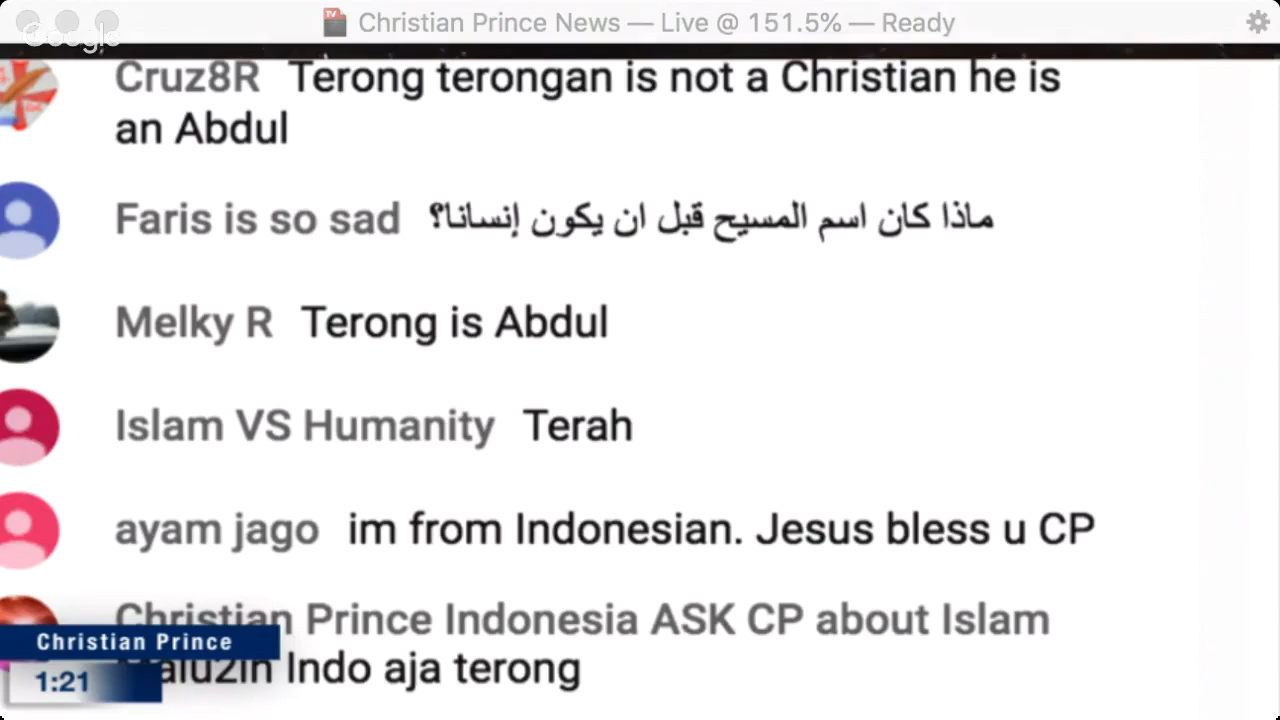 Christian Prince News — Live @ 151.5% — Ready
Google
Cruz8R Terong terongan is not a Christian he is
an Abdul
Faris is so sad ماذا كان اسم المسيح قبل ان يكون إنسانا؟
Melky R Terong is Abdul
Islam VS Humanity Terah
ayam jago im from Indonesian. Jesus bless u CP
Christian Prince Indonesia ASK CP about Islam
Christian Prince
Malu2in Indo aja terong
1:21